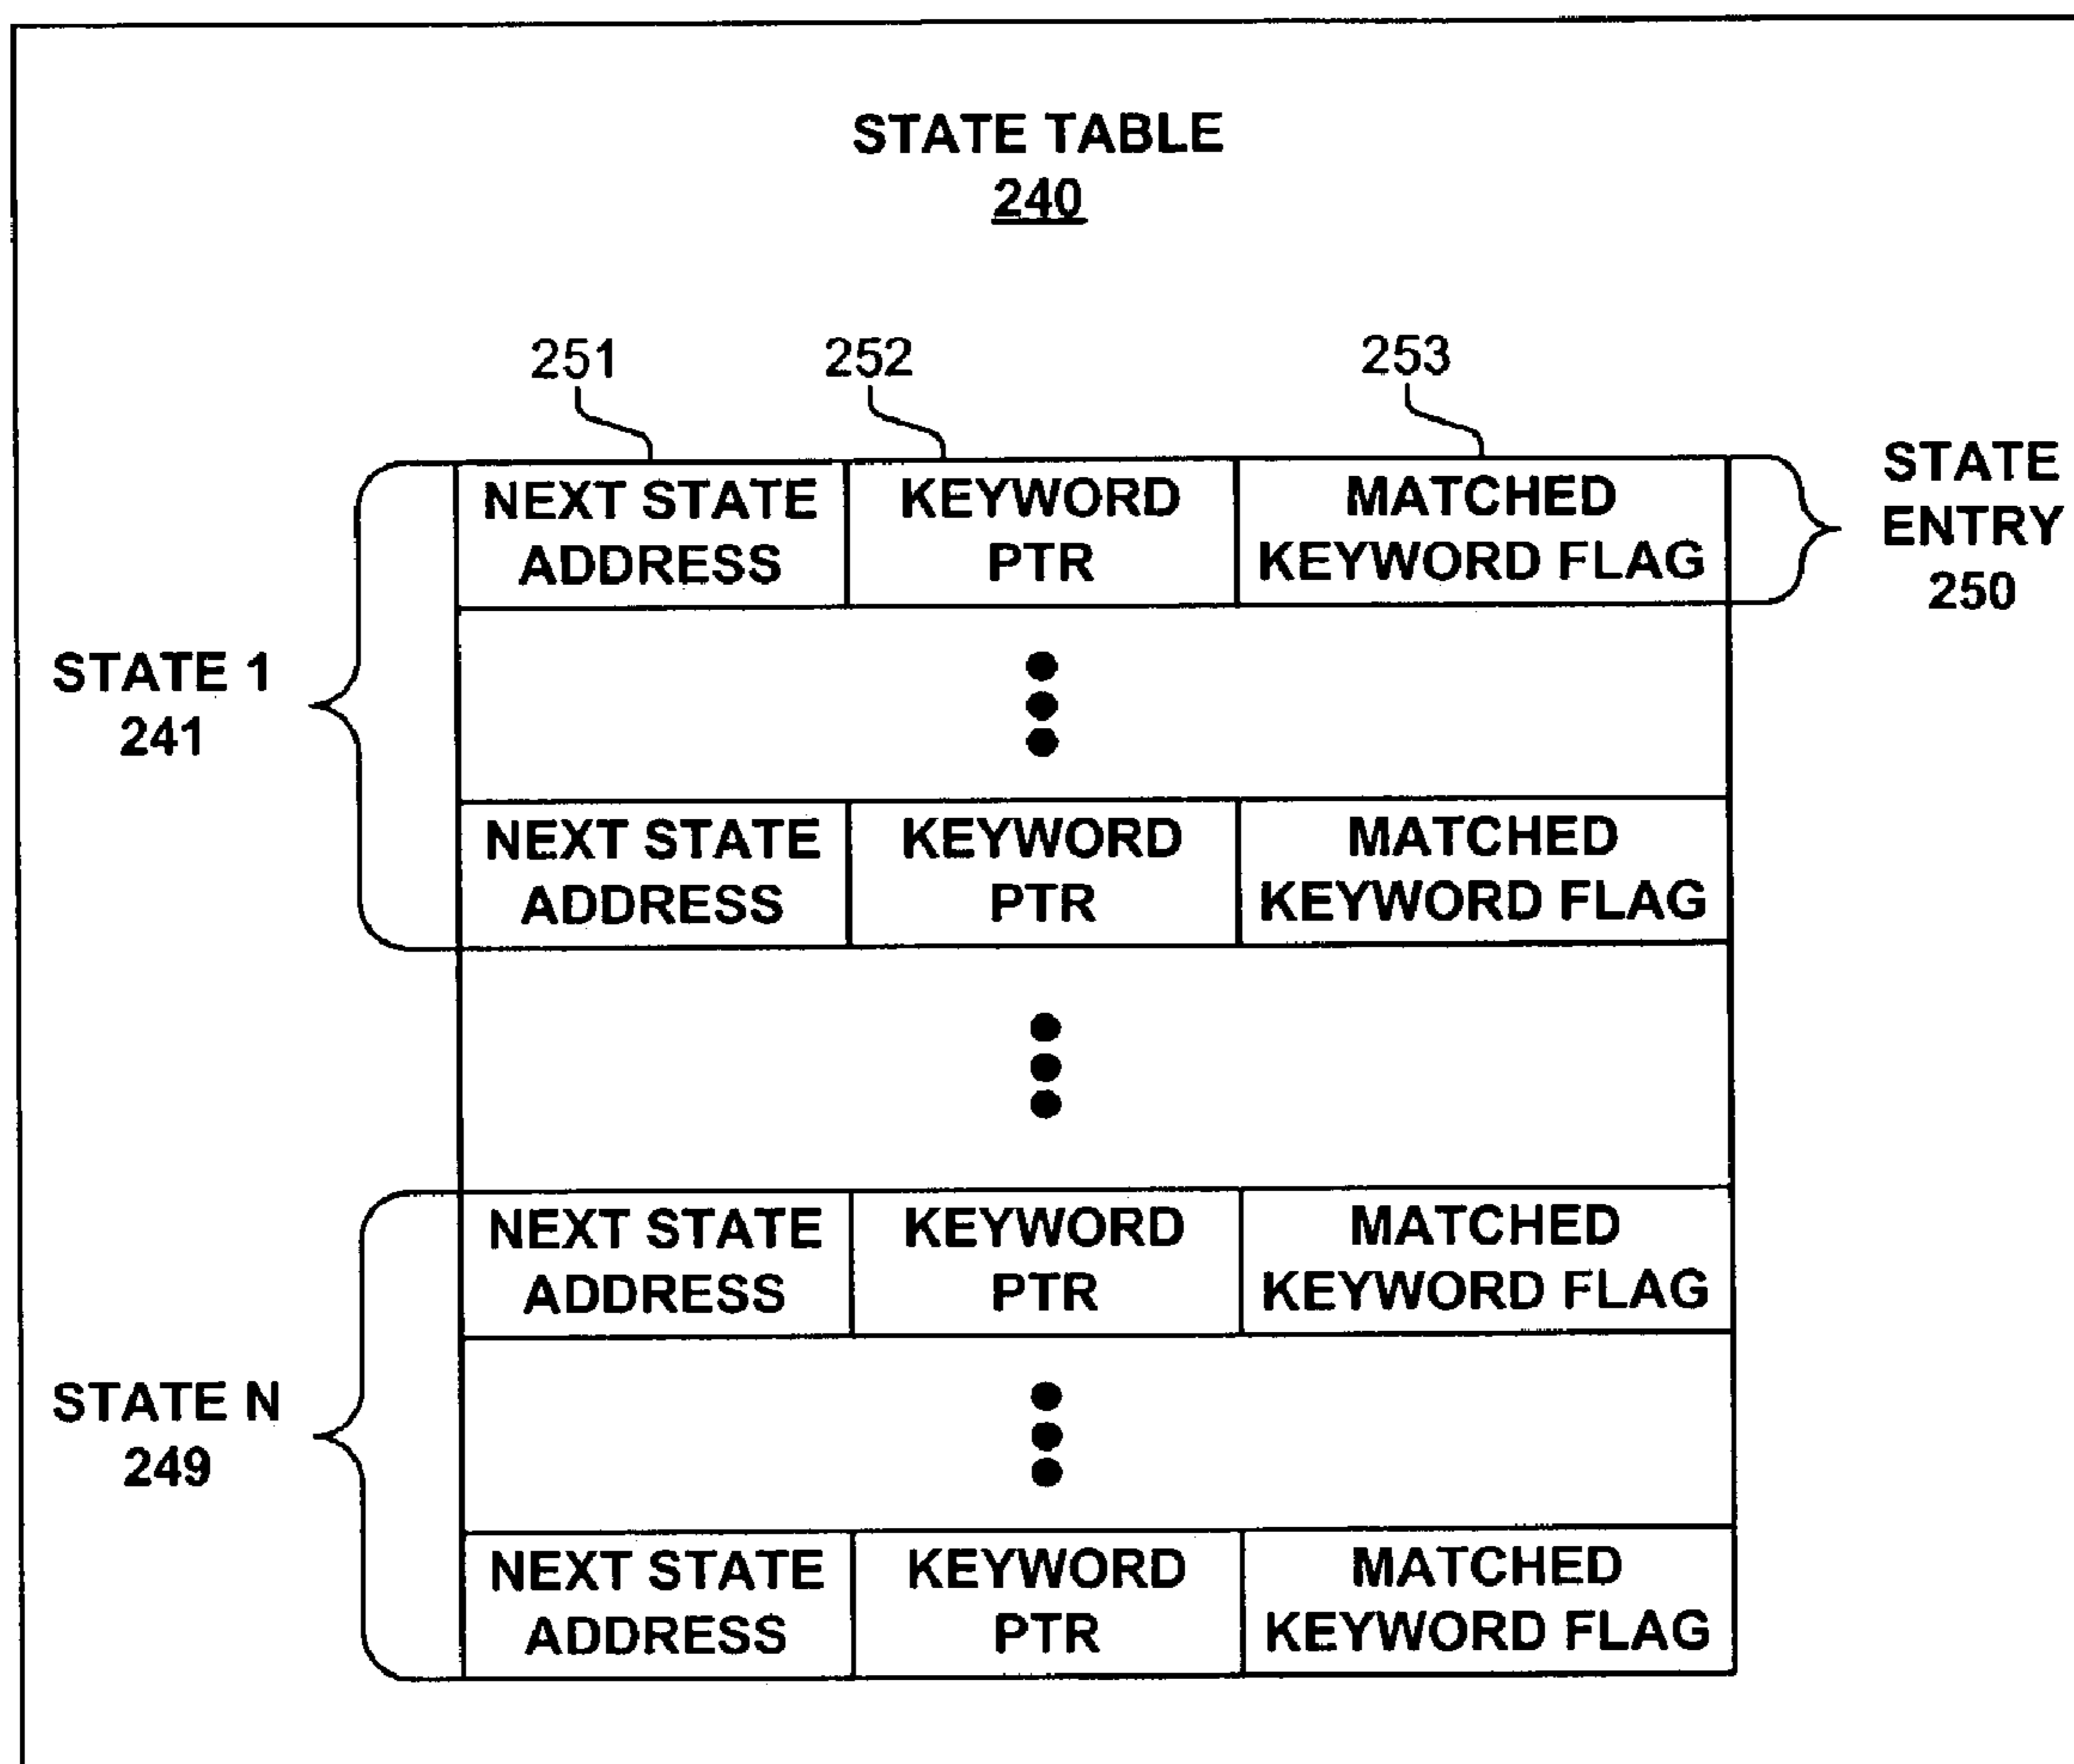 STATE TABLE
240
251
252
253
NEXT STATE ADDRESS
KEYWORD PTR
MATCHED KEYWORD FLAG
STATE ENTRY 250
STATE 1
241
NEXT STATE ADDRESS
KEYWORD PTR
MATCHED KEYWORD FLAG
NEXT STATE ADDRESS
KEYWORD PTR
MATCHED KEYWORD FLAG
STATE N
249
NEXT STATE ADDRESS
KEYWORD PTR
MATCHED KEYWORD FLAG